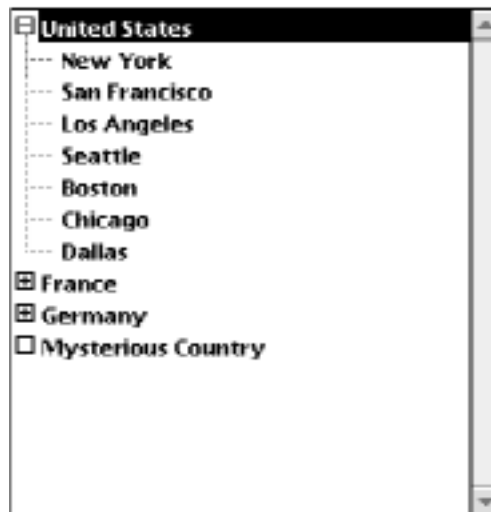 United States
New York
San Francisco
Los Angeles
Seattle
Boston
Chicago
Dallas
France
Germany
Mysterious Country